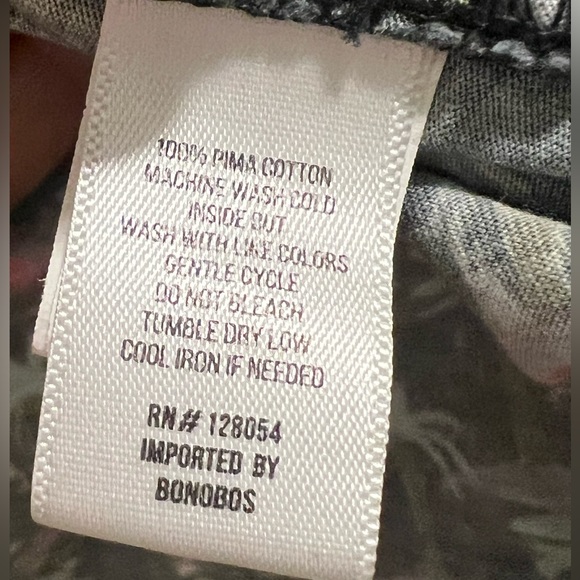 100% PIMA COTTON
MACHINE WASH COLD
INSIDE OUT
WASH WITH LIKE COLORS
GENTLE CYCLE
DO NOT BLEACH
TUMBLE DRY LOW
COOL IRON IF NEEDED
RN# 128054
IMPORTED BY
BONOBOS